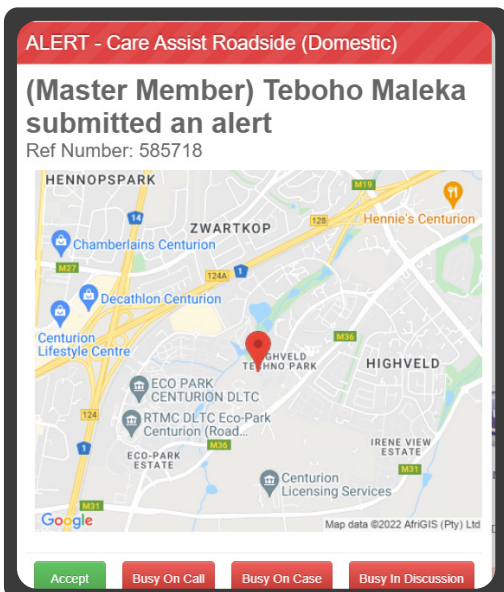 ALERT - Care Assist Roadside (Domestic)
(Master Member) Teboho Maleka
submitted an alert
Ref Number: 585718
HENNOPSPARK
M19
14
ZWARTKOP
128
Hennie's Centurion
Chamberlains Centurion
M27
124A
1
Decathlon Centurion
Centurion
Lifestyle Centre
M36
HIGHVELD
TECHNO PARK
HIGHVELD
ECO PARK
CENTURION DLTC
124
RTMC DLTC Eco-Park
Centurion (Road...
M36
1
ECO-PARK
ESTATE
IRENE VIEW
ESTATE
M31
Centurion
Licensing Services
M31
Google
Map data ©2022 AfriGIS (Pty) Ltd
Accept
Busy On Call
Busy On Case
Busy In Discussion